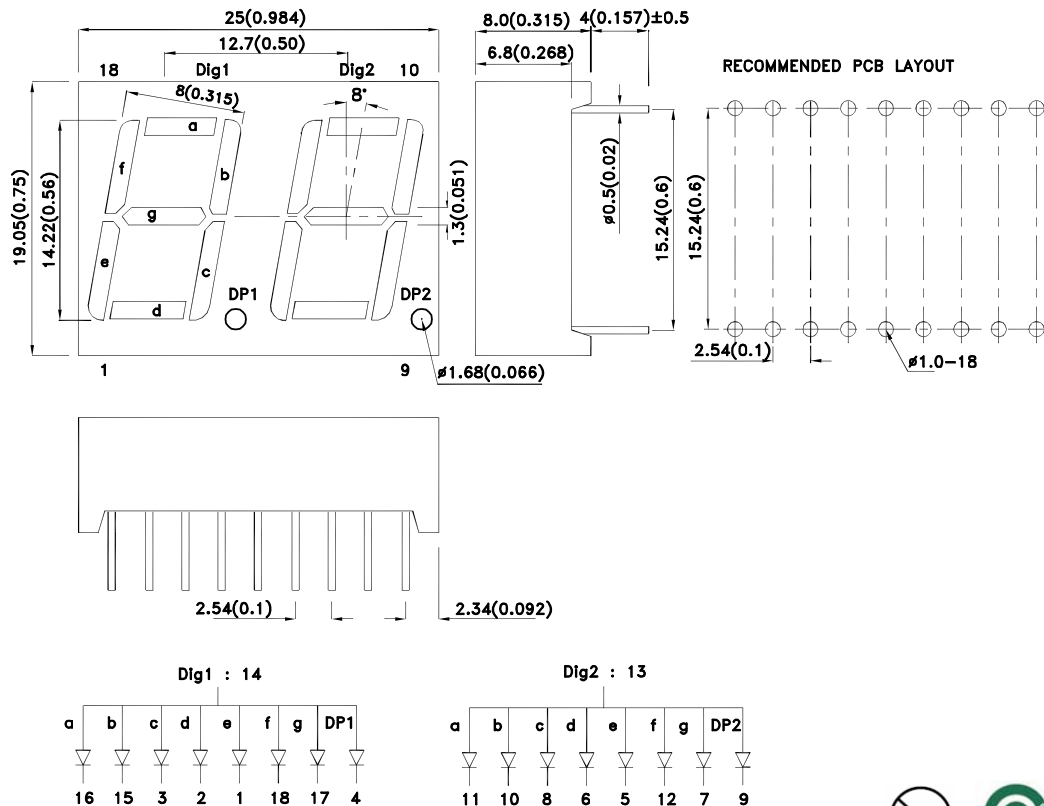 25(0.984)
12.7(0.50)
18 Dig1 Dig2 10
8(0.315)
8°
a
f
b
g
e
c
d
DP1 DP2
19.05(0.75)
14.22(0.56)
1.3(0.051)
1 9
ø1.68(0.066)
8.0(0.315) 4(0.157)±0.5
6.8(0.268)
ø0.5(0.02)
15.24(0.6)
RECOMMENDED PCB LAYOUT
15.24(0.6)
2.54(0.1)
ø1.0-18
2.54(0.1) 2.34(0.092)
Dig1 : 14
a b c d e f g DP1
16 15 3 2 1 18 17 4
Dig2 : 13
a b c d e f g DP2
11 10 8 6 5 12 7 9